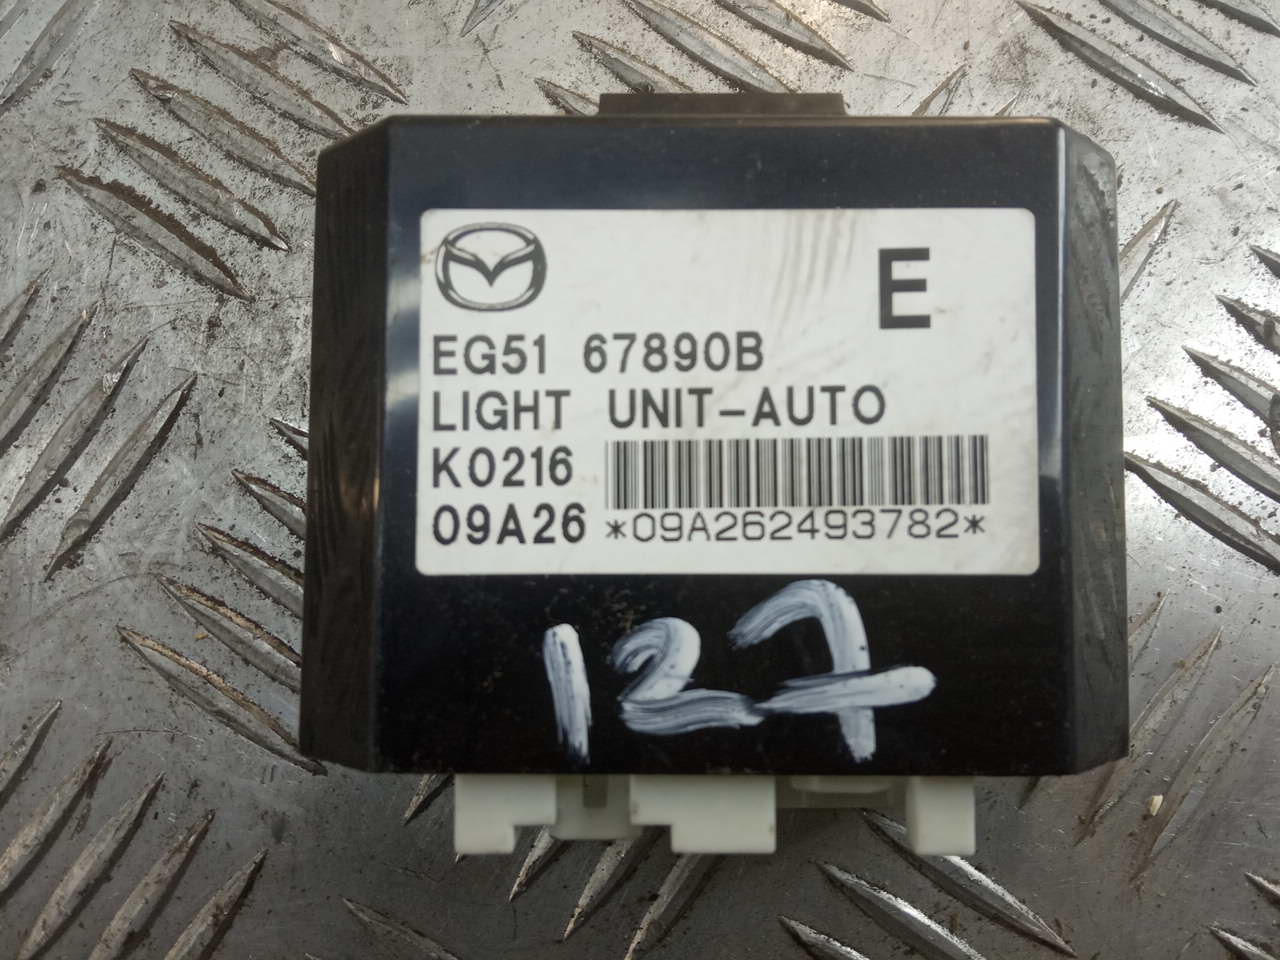 E
EG51 67890B
LIGHT UNIT-AUTO
K0216
09A26 *09A262493782*
127